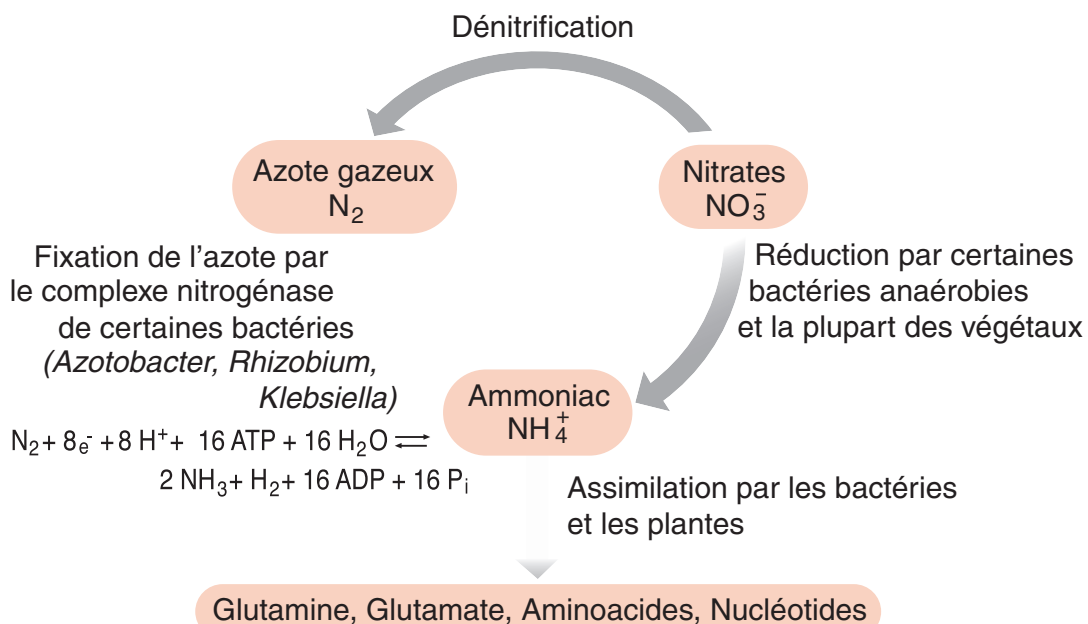 Dénitrification
Azote gazeux
N₂
Nitrates
NO₃⁻
Fixation de l'azote par
le complexe nitrogénase
de certaines bactéries
(Azotobacter, Rhizobium,
Klebsiella)
N₂ + 8e⁻ + 8 H⁺ + 16 ATP + 16 H₂O ⇌
2 NH₃ + H₂ + 16 ADP + 16 Pᵢ
Réduction par certaines
bactéries anaérobies
et la plupart des végétaux
Ammoniac
NH₄⁺
Assimilation par les bactéries
et les plantes
Glutamine, Glutamate, Aminoacides, Nucléotides